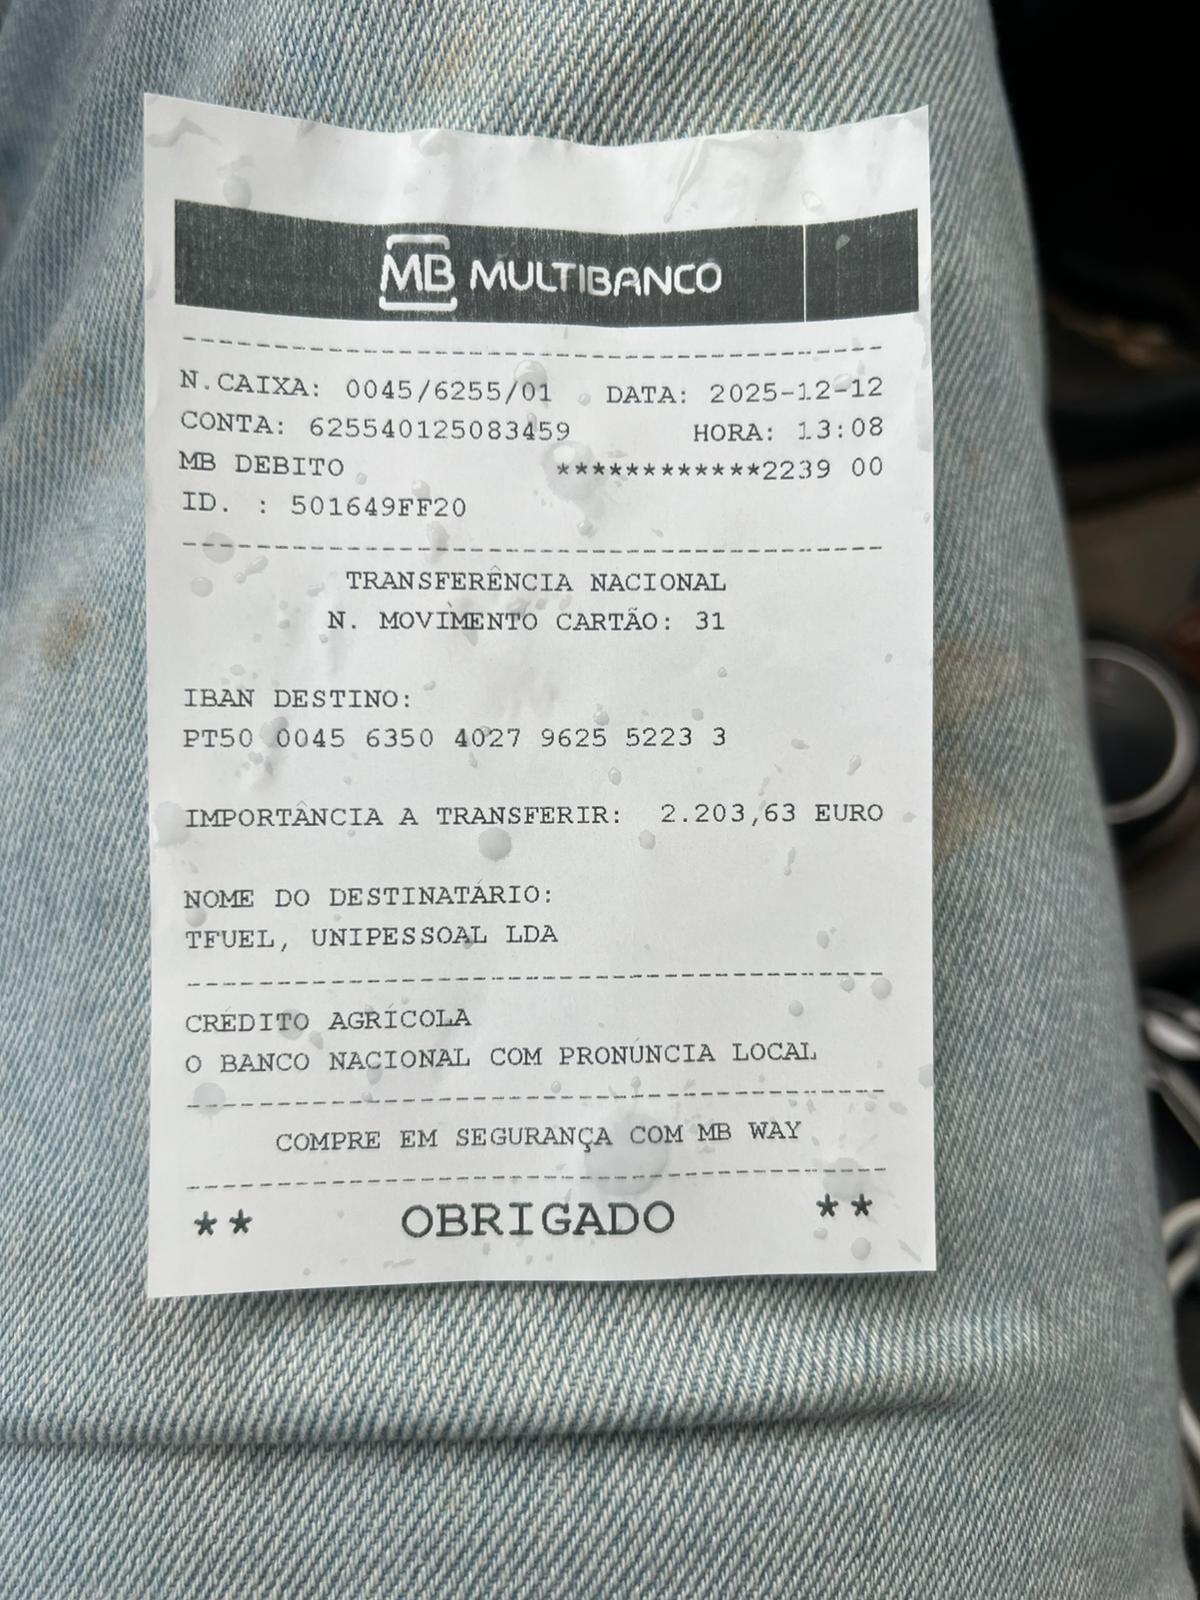 MB MULTIBANCO
N.CAIXA: 0045/6255/01 DATA: 2025-12-12
CONTA: 625540125083459 HORA: 13:08
MB DEBITO ************2239 00
ID. : 501649FF20
TRANSFERÊNCIA NACIONAL
N. MOVIMENTO CARTÃO: 31
IBAN DESTINO:
PT50 0045 6350 4027 9625 5223 3
IMPORTÂNCIA A TRANSFERIR: 2.203,63 EURO
NOME DO DESTINATÁRIO:
TFUEL, UNIPESSOAL LDA
CRÉDITO AGRÍCOLA
O BANCO NACIONAL COM PRONÚNCIA LOCAL
COMPRE EM SEGURANÇA COM MB WAY
** OBRIGADO **